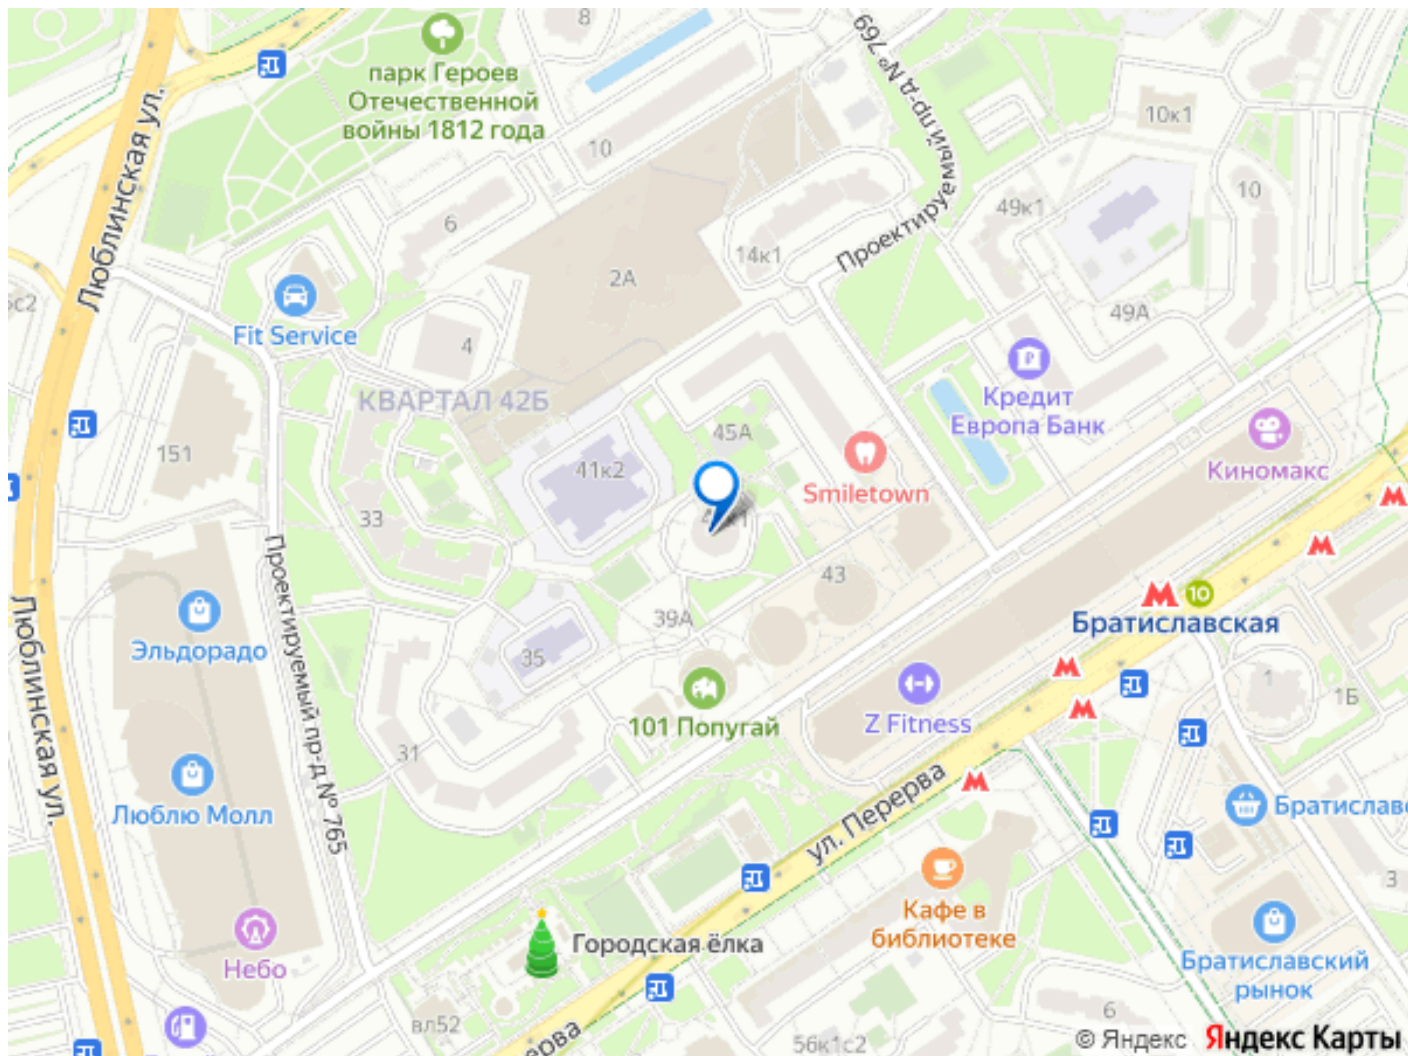 8
парк Героев
Отечественной
войны 1812 года
Проектируемый пр-д № 769
10к1
Люблинская ул.
10
10
6
49к1
14к1
2А
49А
Fit Service
4
Кредит
Европа Банк
КВАРТАЛ 42Б
45А
Киномакс
151
41к2
Smiletown
33
Проектируемый пр-д № 765
43
10
Братиславская
39А
Эльдорадо
35
1
1Б
Люблинская ул.
101 Попугай
Z Fitness
31
ул. Перерва
Люблю Молл
3
Кафе в
библиотеке
Городская ёлка
Небо
Братиславский
рынок
вл52
6
56к1с2
© Яндекс Яндекс Карты